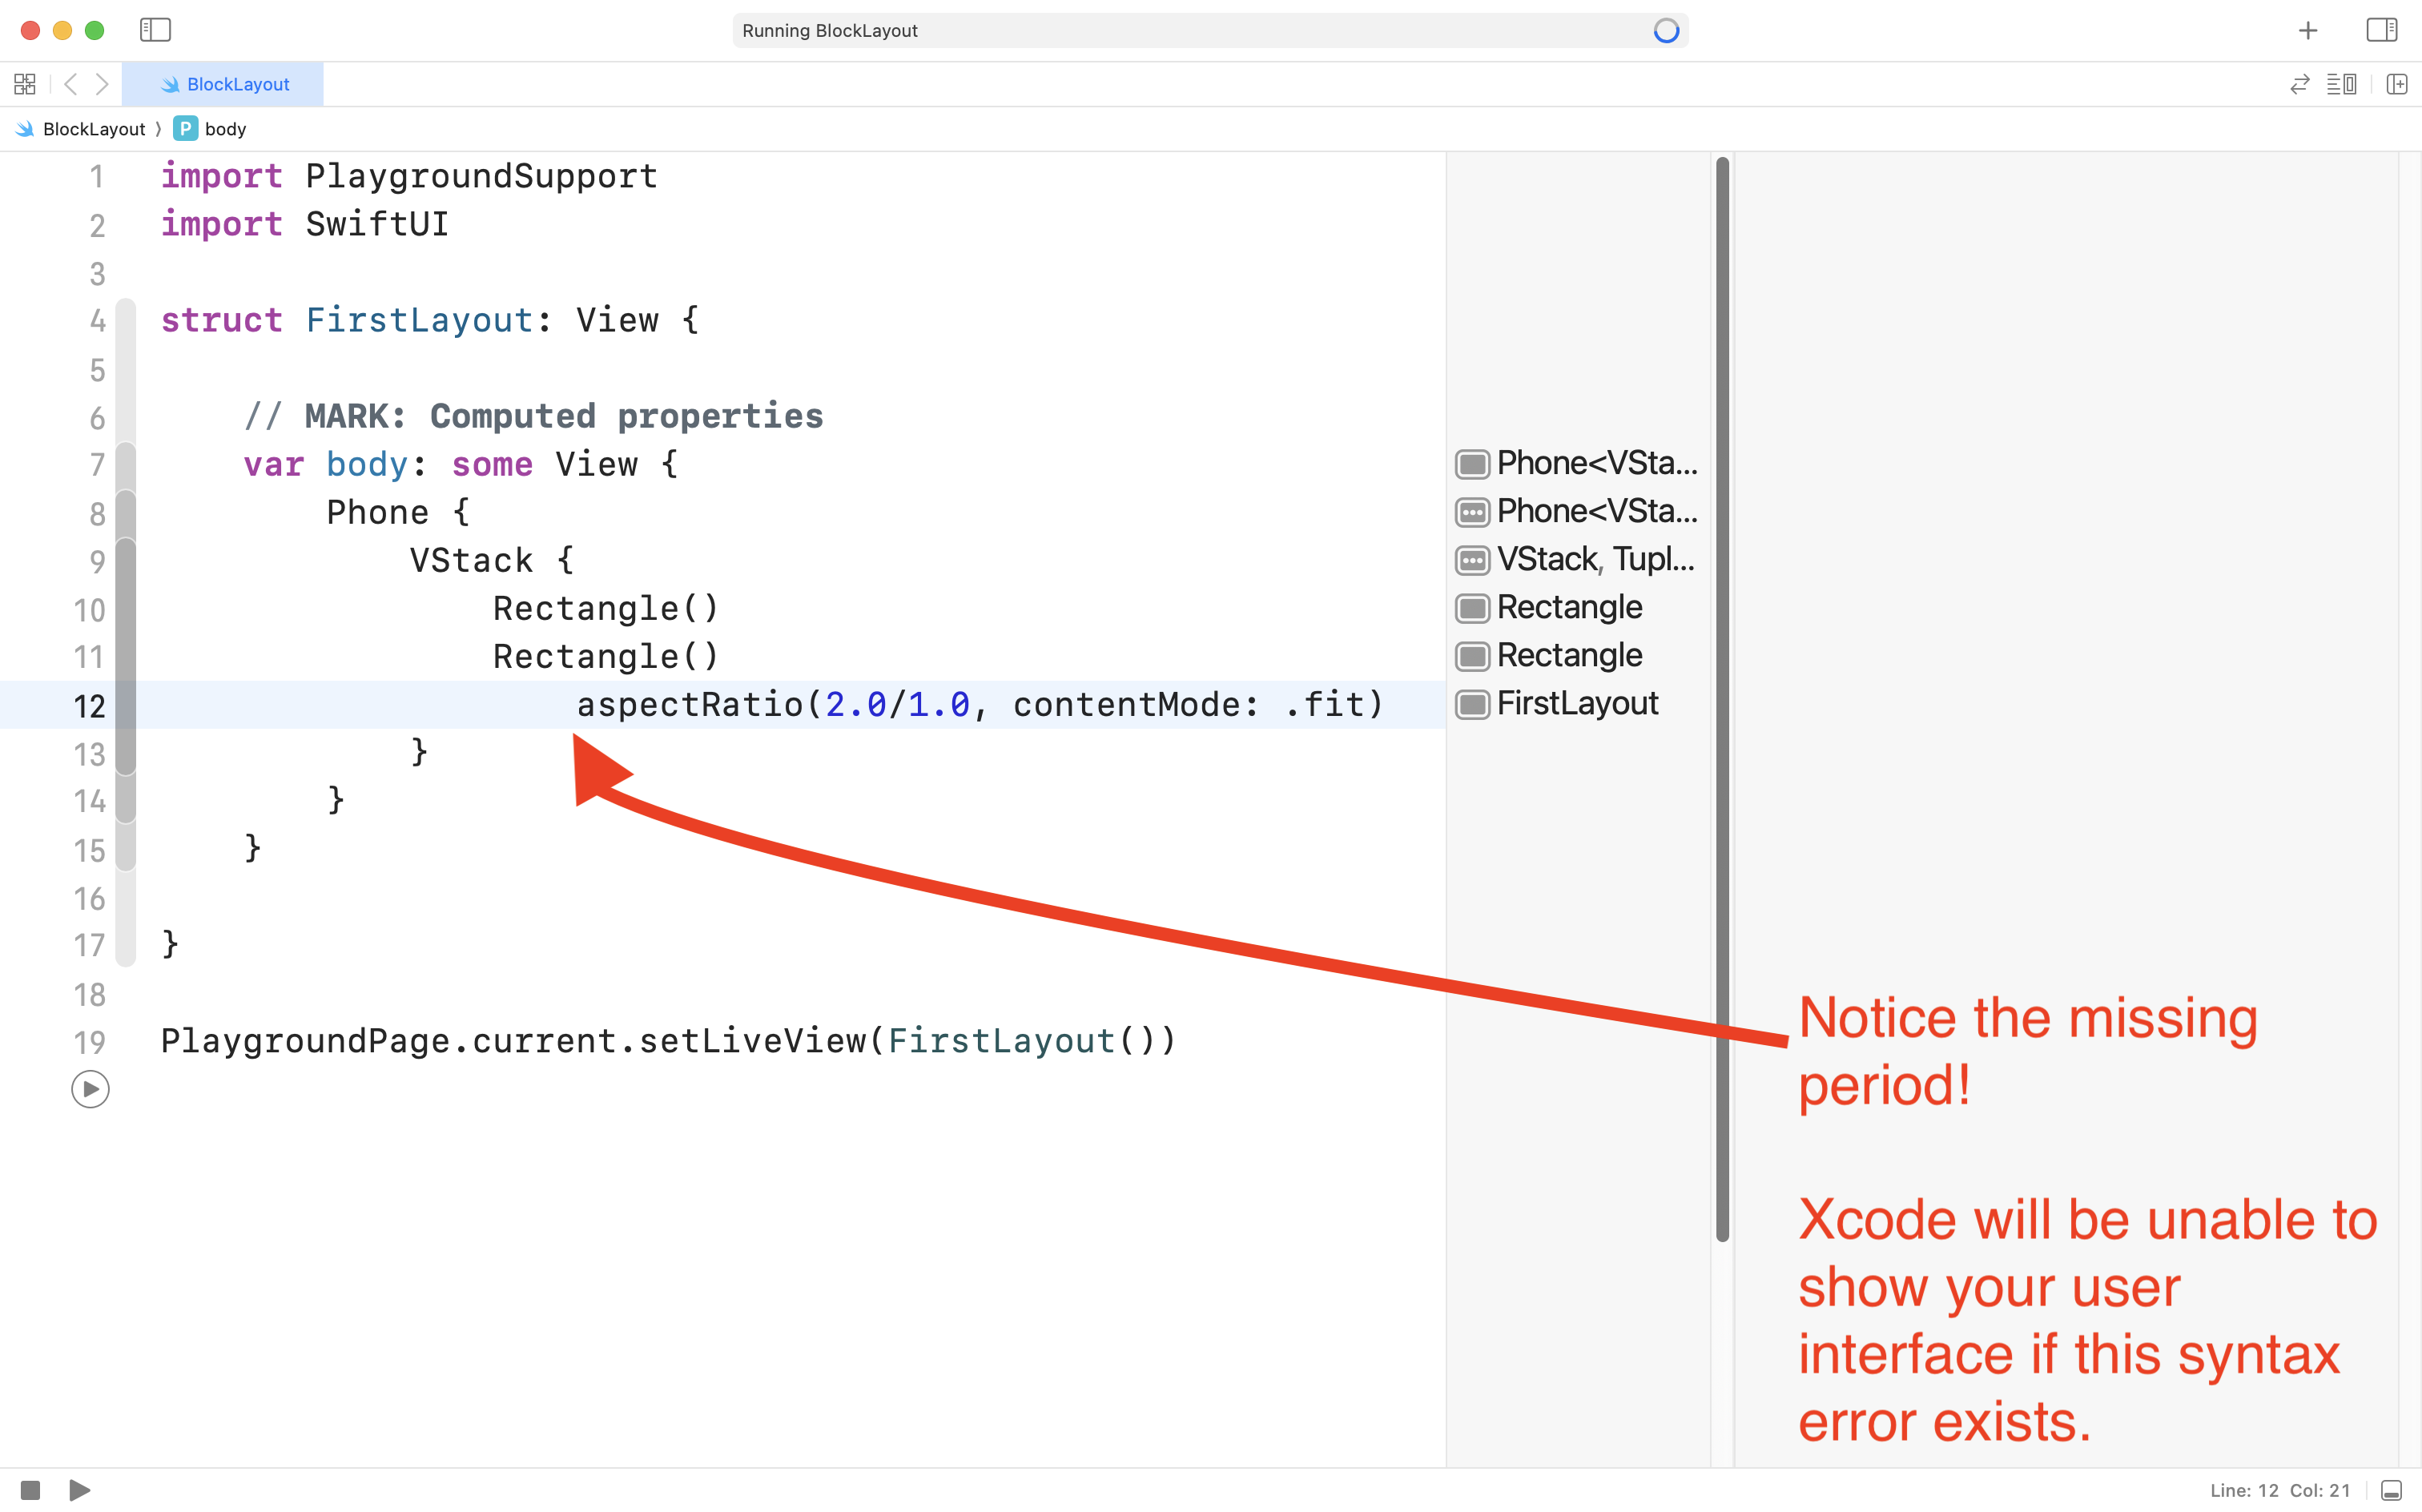 Running BlockLayout
BlockLayout
BlockLayout 〉 P body
1 import PlaygroundSupport
2 import SwiftUI
3
4 struct FirstLayout: View {
5
6 // MARK: Computed properties
7 var body: some View { Phone<VSta...
8 Phone { Phone<VSta...
9 VStack { VStack, Tupl...
10 Rectangle() Rectangle
11 Rectangle() Rectangle
12 aspectRatio(2.0/1.0, contentMode: .fit) FirstLayout
13 }
14 }
15 }
16
17 }
18
19 PlaygroundPage.current.setLiveView(FirstLayout())
Notice the missing
period!
Xcode will be unable to
show your user
interface if this syntax
error exists.
Line: 12 Col: 21